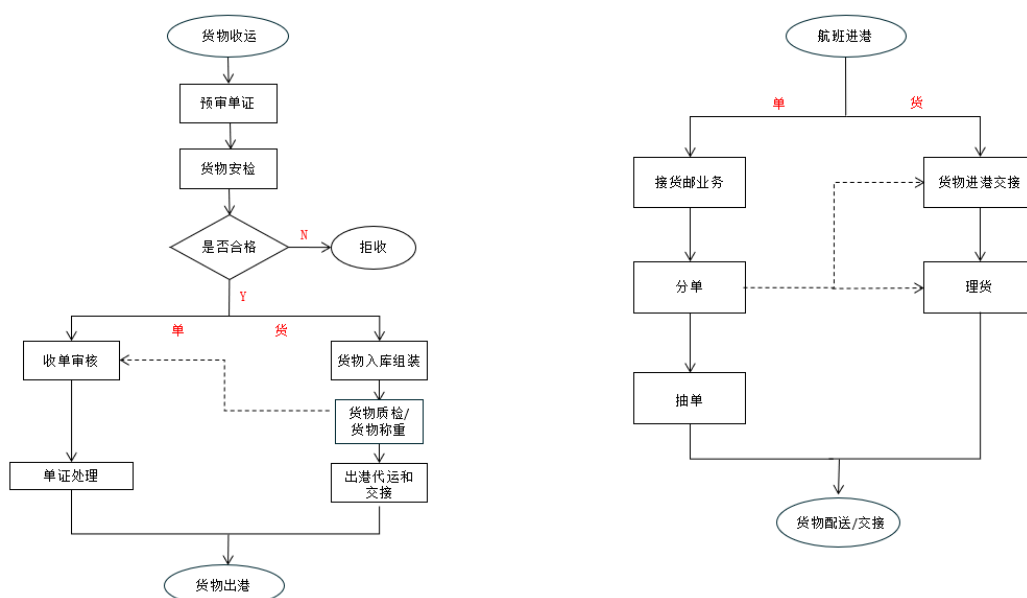 货物收运
预审单证
货物安检
是否合格
N
拒收
Y
单
货
收单审核
货物入库组装
货物质检/
货物称重
单证处理
出港代运和
交接
货物出港
航班进港
单
货
接货邮业务
货物进港交接
分单
理货
抽单
货物配送/交接